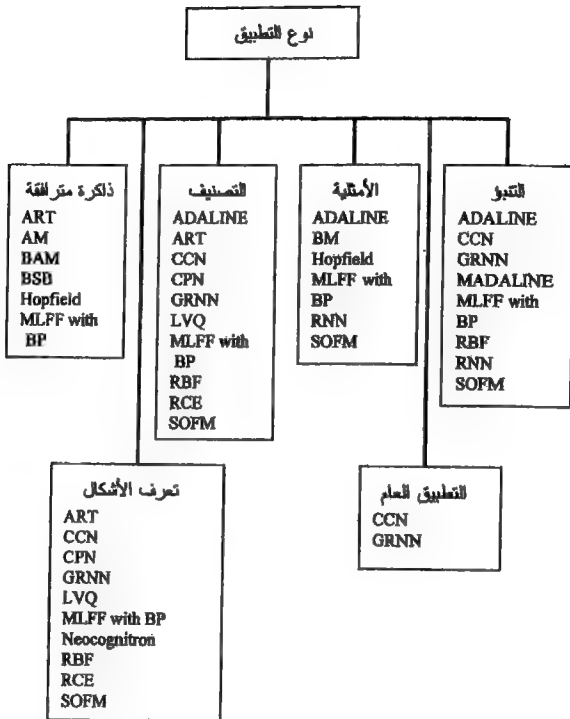 نوع التطبيق
ذاكرة مترافقة
ART
AM
BAM
BSB
Hopfield
MLFF with
BP
التصنيف
ADALINE
ART
CCN
CPN
GRNN
LVQ
MLFF with
BP
RBF
RCE
SOFM
الأمثلية
ADALINE
BM
Hopfield
MLFF with
BP
RNN
SOFM
التنبؤ
ADALINE
CCN
GRNN
MADALINE
MLFF with
BP
RBF
RNN
SOFM
تعرف الأشكال
ART
CCN
CPN
GRNN
LVQ
MLFF with BP
Neocognitron
RBF
RCE
SOFM
التطبيق العام
CCN
GRNN